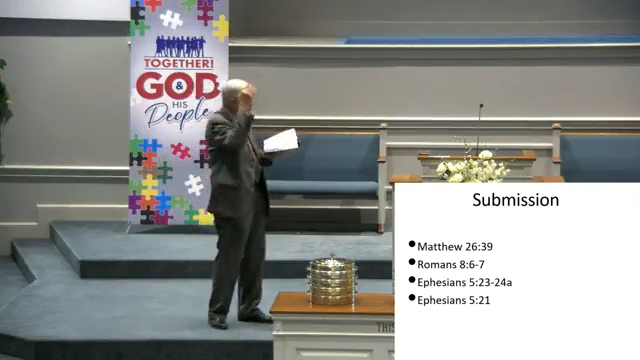 TOGETHER!
GOD
&
HIS
People
Submission
Matthew 26:39
Romans 8:6-7
Ephesians 5:23-24a
Ephesians 5:21
THIS